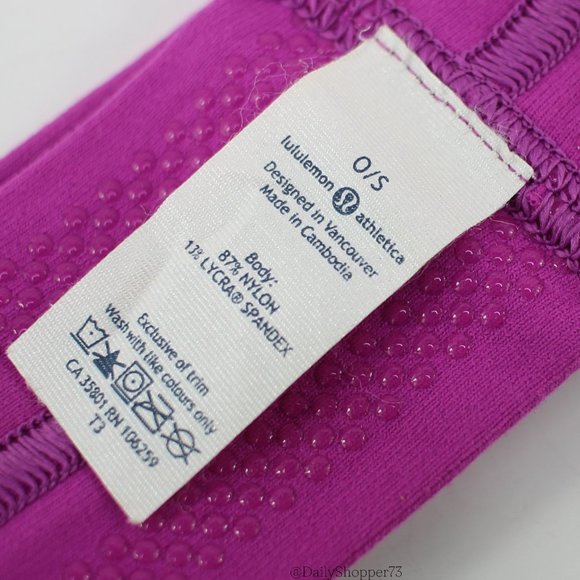 O/S
lululemon athletica
Designed in Vancouver
Made in Cambodia
Body:
87% NYLON
13% LYCRA® SPANDEX
Exclusive of trim
Wash with like colours only
CA 35801 RN 106259
T3
@DailyShopper73